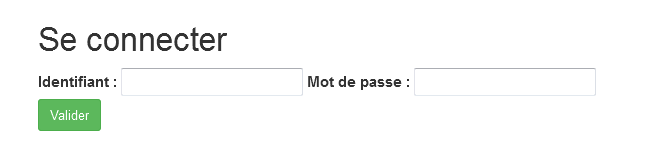 Se connecter
Identifiant : Mot de passe :
Valider